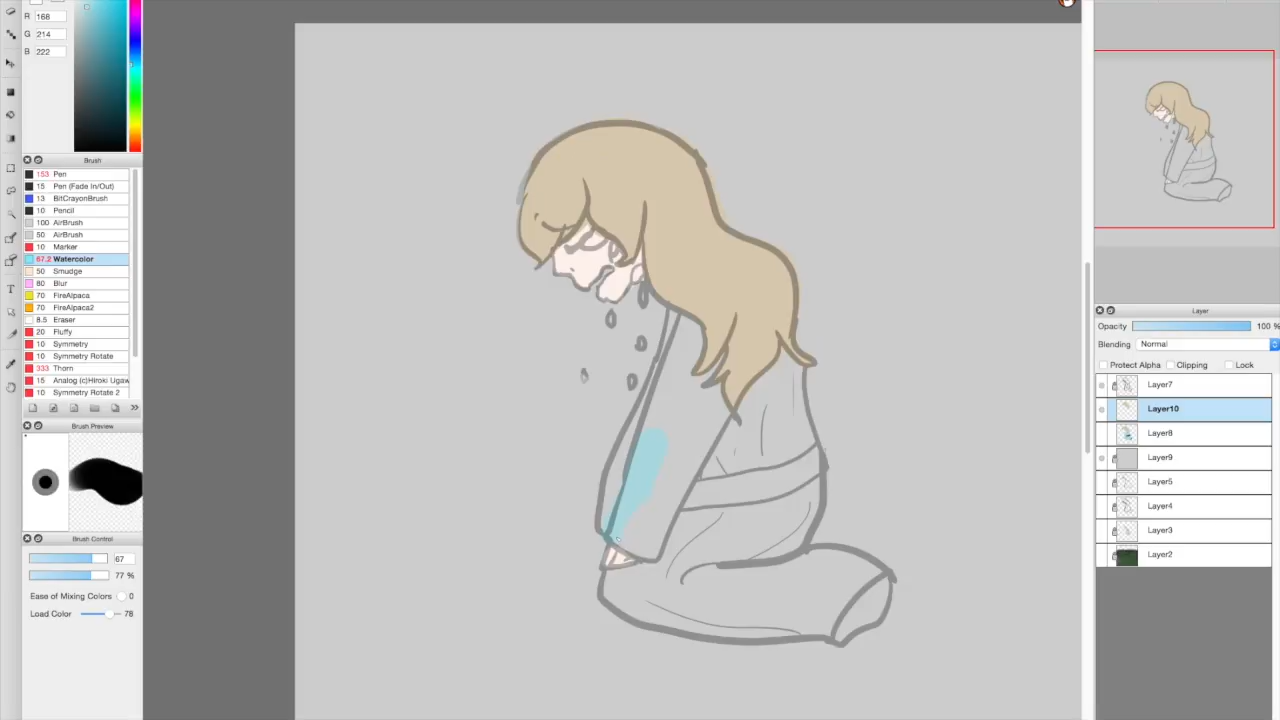 R 168
G 214
B 222
Brush
153 Pen
15 Pen (Fade In/Out)
13 BitCrayonBrush
10 Pencil
100 AirBrush
50 AirBrush
10 Marker
67.2 Watercolor
50 Smudge
80 Blur
70 FireAlpaca
70 FireAlpaca2
8.5 Eraser
20 Fluffy
10 Symmetry
10 Symmetry Rotate
333 Thorn
15 Analog (c)Hiroki Ugaw
10 Symmetry Rotate 2
>>
Brush Preview
Brush Control
67
77 %
Ease of Mixing Colors 0
Load Color 78
T
Layer
Opacity 100 %
Blending Normal
Protect Alpha Clipping Lock
Layer7
Layer10
Layer8
Layer9
Layer5
Layer4
Layer3
Layer2